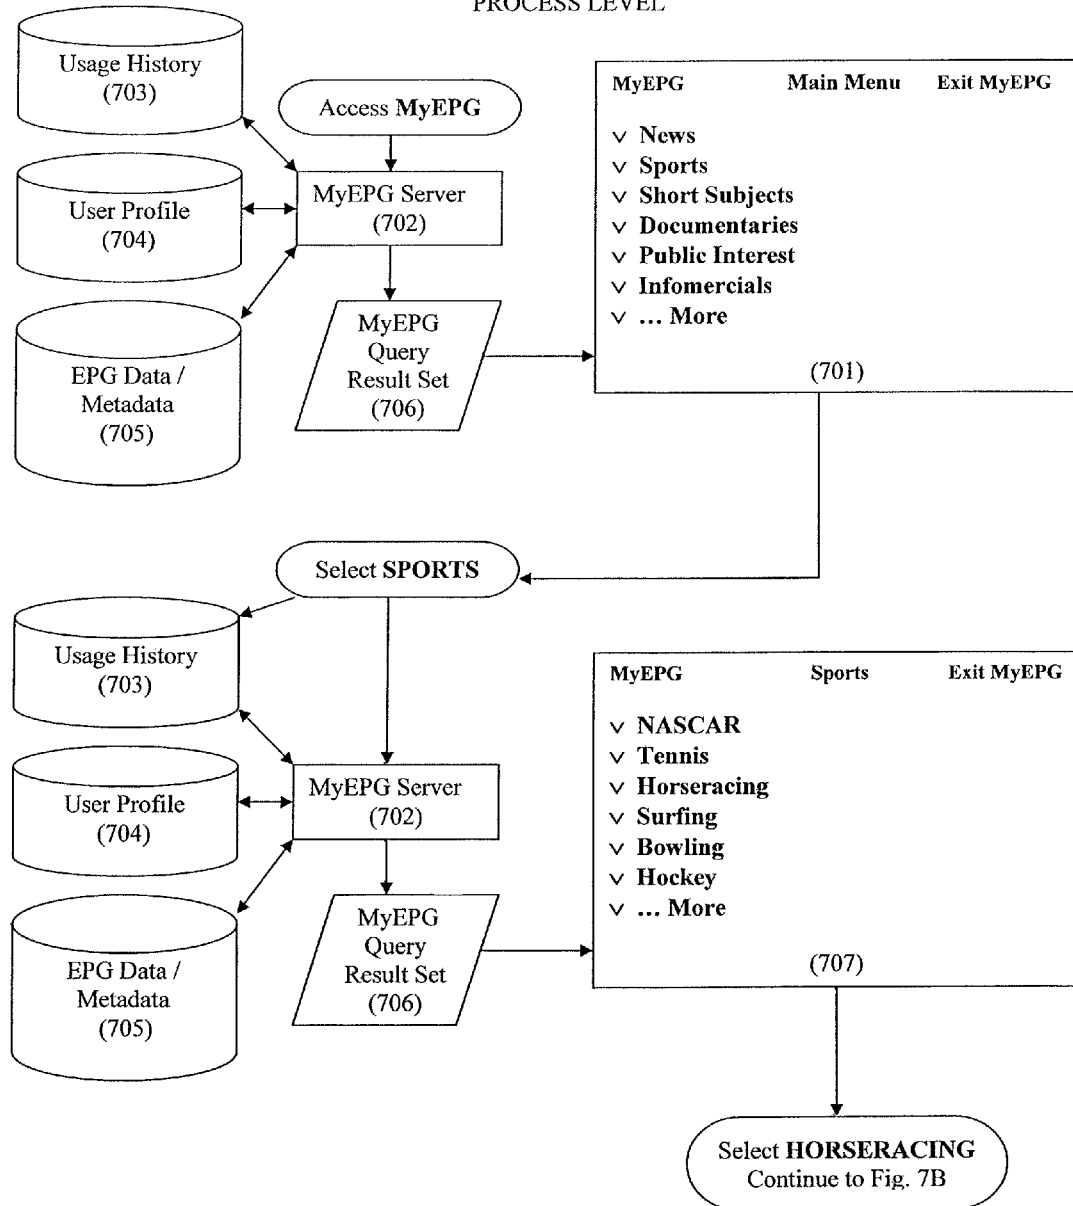 PROCESS LEVEL
Usage History
(703)
Access MyEPG
User Profile
(704)
MyEPG Server
(702)
EPG Data /
Metadata
(705)
MyEPG
Query
Result Set
(706)
MyEPG Main Menu Exit MyEPG
v News
v Sports
v Short Subjects
v Documentaries
v Public Interest
v Infomercials
v ... More
(701)
Select SPORTS
Usage History
(703)
User Profile
(704)
MyEPG Server
(702)
EPG Data /
Metadata
(705)
MyEPG
Query
Result Set
(706)
MyEPG Sports Exit MyEPG
v NASCAR
v Tennis
v Horseracing
v Surfing
v Bowling
v Hockey
v ... More
(707)
Select HORSERACING
Continue to Fig. 7B